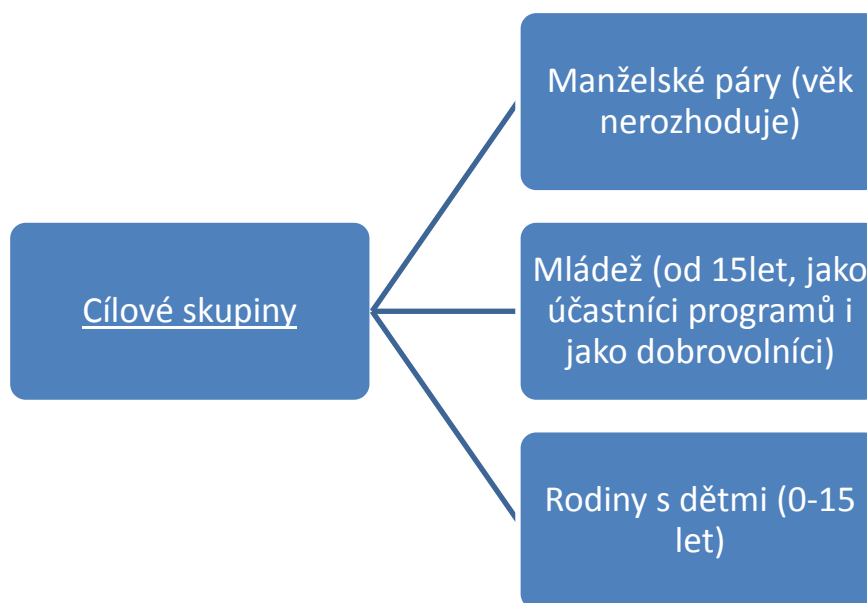 Manželské páry (věk
nerozhoduje)
Cílové skupiny
Mládež (od 15let, jako
účastníci programů i
jako dobrovolníci)
Rodiny s dětmi (0-15
let)